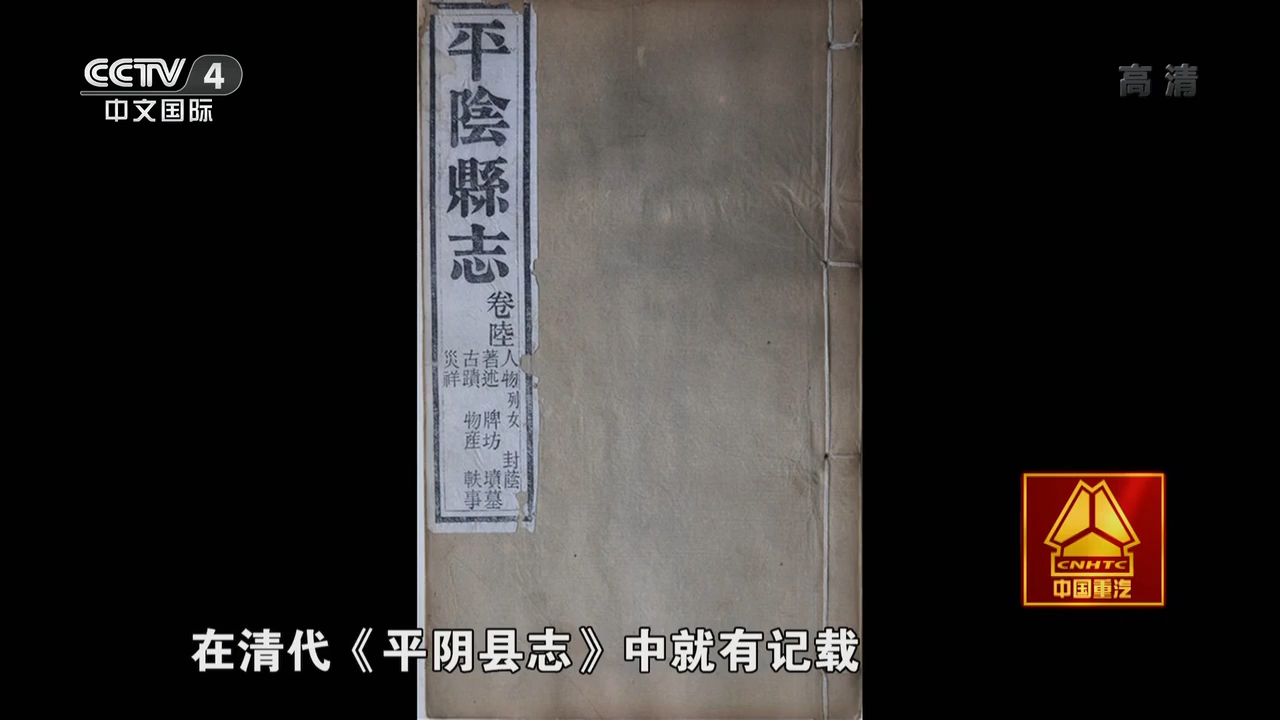 CCTV 4
中文国际
高清
平陰縣志
卷陸
人物 列女 封蔭
著述 牌坊 墳墓
古蹟 物産 軼事
災祥
CNHTC
中国重汽
在清代《平阴县志》中就有记载